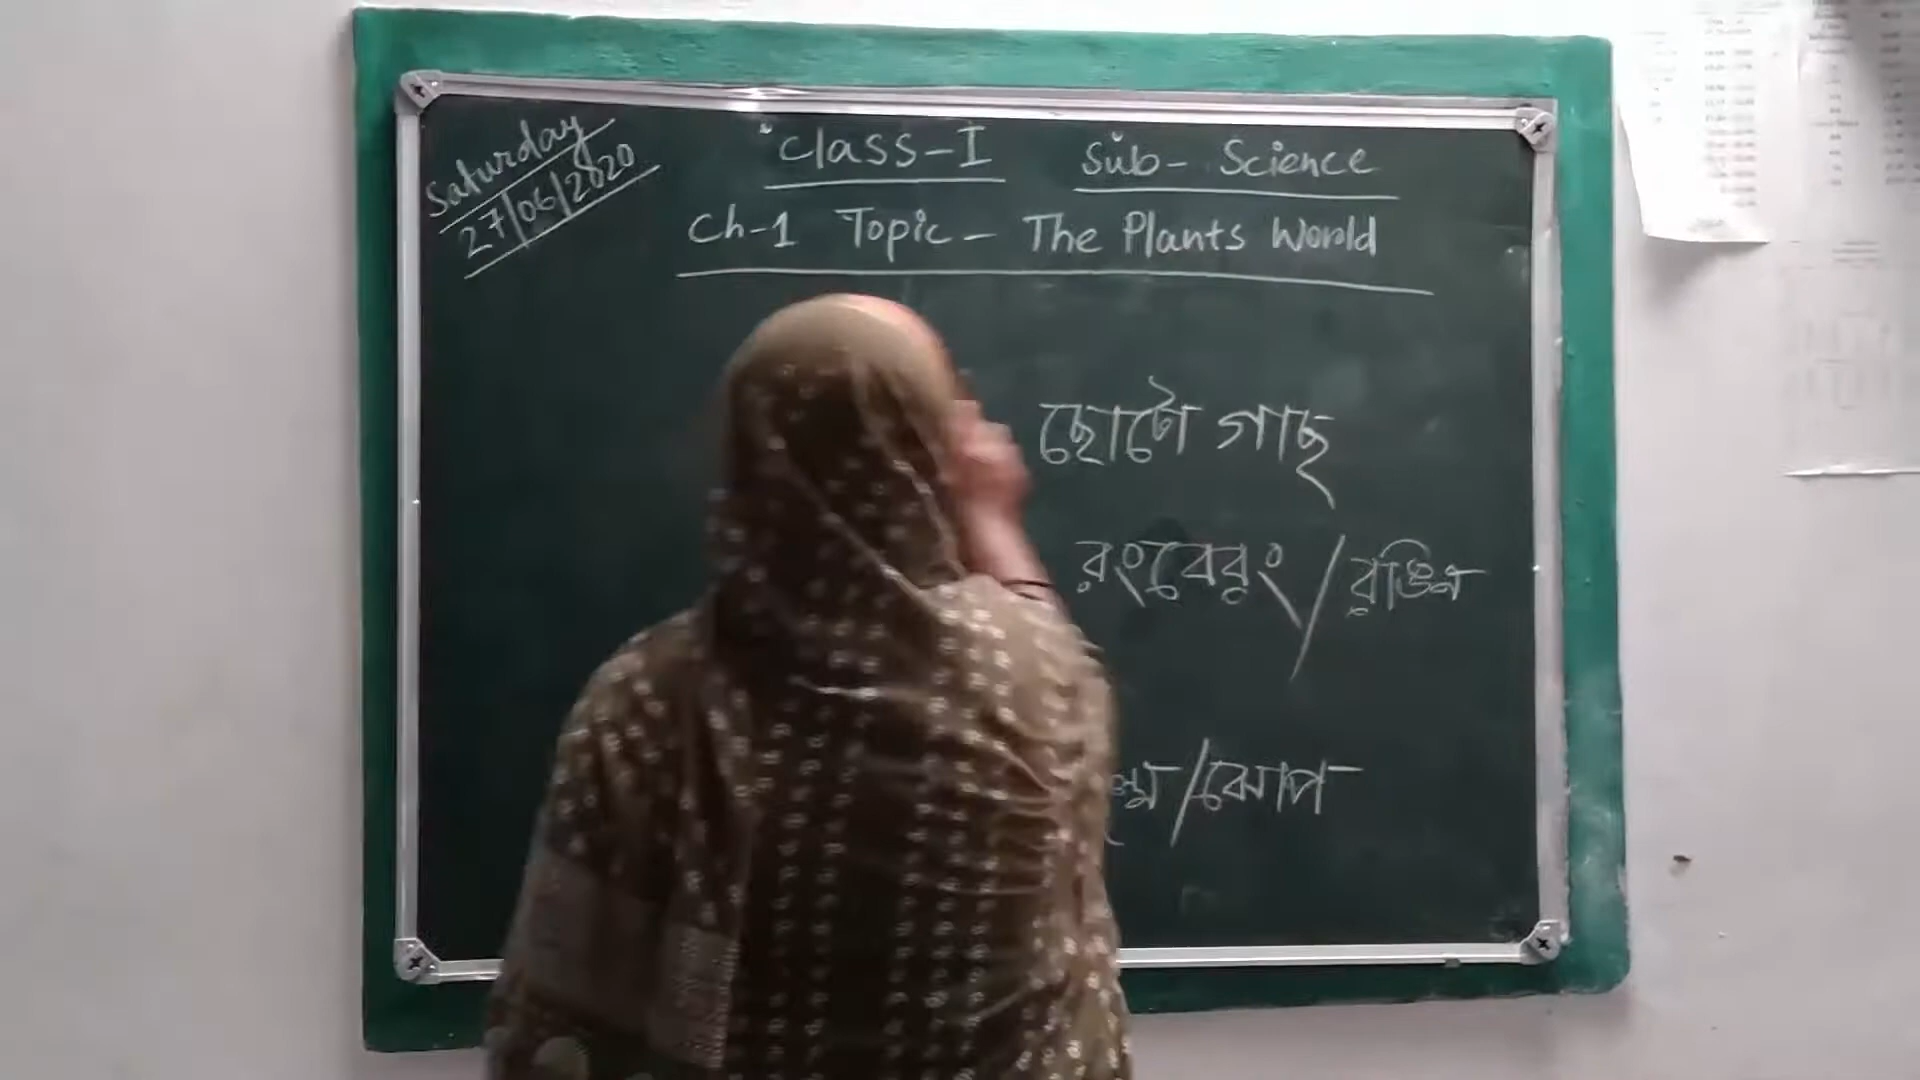 Saturday
27/06/2020
Class-I Sub- Science
Ch-1 Topic- The Plants World
ছোটো গাছ
রংবেরং / রঙিন
/ঝোপ